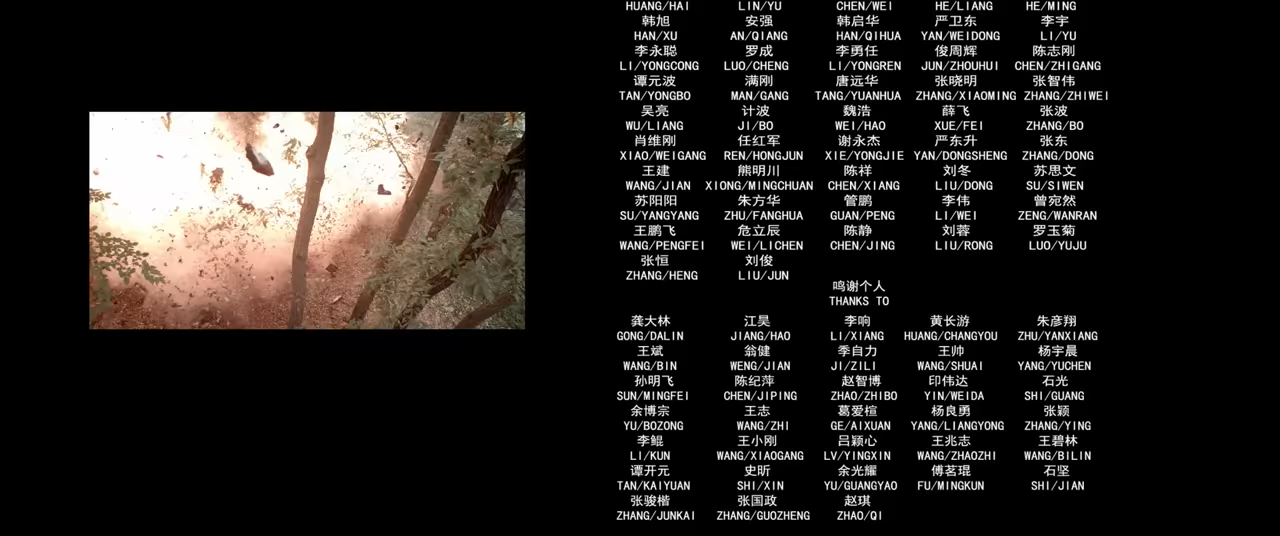 HUANG/HAI LIN/YU CHEN/WEI HE/LIANG HE/MING
韩旭 安强 韩启华 严卫东 李宇
HAN/XU AN/QIANG HAN/QIHUA YAN/WEIDONG LI/YU
李永聪 罗成 李勇任 俊周辉 陈志刚
LI/YONGCONG LUO/CHENG LI/YONGREN JUN/ZHOUHUI CHEN/ZHIGANG
谭元波 满刚 唐远华 张晓明 张智伟
TAN/YONGBO MAN/GANG TANG/YUANHUA ZHANG/XIAOMING ZHANG/ZHIWEI
吴亮 计波 魏浩 薛飞 张波
WU/LIANG JI/BO WEI/HAO XUE/FEI ZHANG/BO
肖维刚 任红军 谢永杰 严东升 张东
XIAO/WEIGANG REN/HONGJUN XIE/YONGJIE YAN/DONGSHENG ZHANG/DONG
王建 熊明川 陈祥 刘冬 苏思文
WANG/JIAN XIONG/MINGCHUAN CHEN/XIANG LIU/DONG SU/SIWEN
苏阳阳 朱方华 管鹏 李伟 曾宛然
SU/YANGYANG ZHU/FANGHUA GUAN/PENG LI/WEI ZENG/WANRAN
王鹏飞 危立辰 陈静 刘蓉 罗玉菊
WANG/PENGFEI WEI/LICHEN CHEN/JING LIU/RONG LUO/YUJU
张恒 刘俊
ZHANG/HENG LIU/JUN
鸣谢个人
THANKS TO
龚大林 江昊 李响 黄长游 朱彦翔
GONG/DALIN JIANG/HAO LI/XIANG HUANG/CHANGYOU ZHU/YANXIANG
王斌 翁健 季自力 王帅 杨宇晨
WANG/BIN WENG/JIAN JI/ZILI WANG/SHUAI YANG/YUCHEN
孙明飞 陈纪萍 赵智博 印伟达 石光
SUN/MINGFEI CHEN/JIPING ZHAO/ZHIBO YIN/WEIDA SHI/GUANG
余博宗 王志 葛爱楦 杨良勇 张颖
YU/BOZONG WANG/ZHI GE/AIXUAN YANG/LIANGYONG ZHANG/YING
李鲲 王小刚 吕颖心 王兆志 王碧林
LI/KUN WANG/XIAOGANG LV/YINGXIN WANG/ZHAOZHI WANG/BILIN
谭开元 史昕 余光耀 傅茗琨 石坚
TAN/KAIYUAN SHI/XIN YU/GUANGYAO FU/MINGKUN SHI/JIAN
张骏楷 张国政 赵琪
ZHANG/JUNKAI ZHANG/GUOZHENG ZHAO/QI